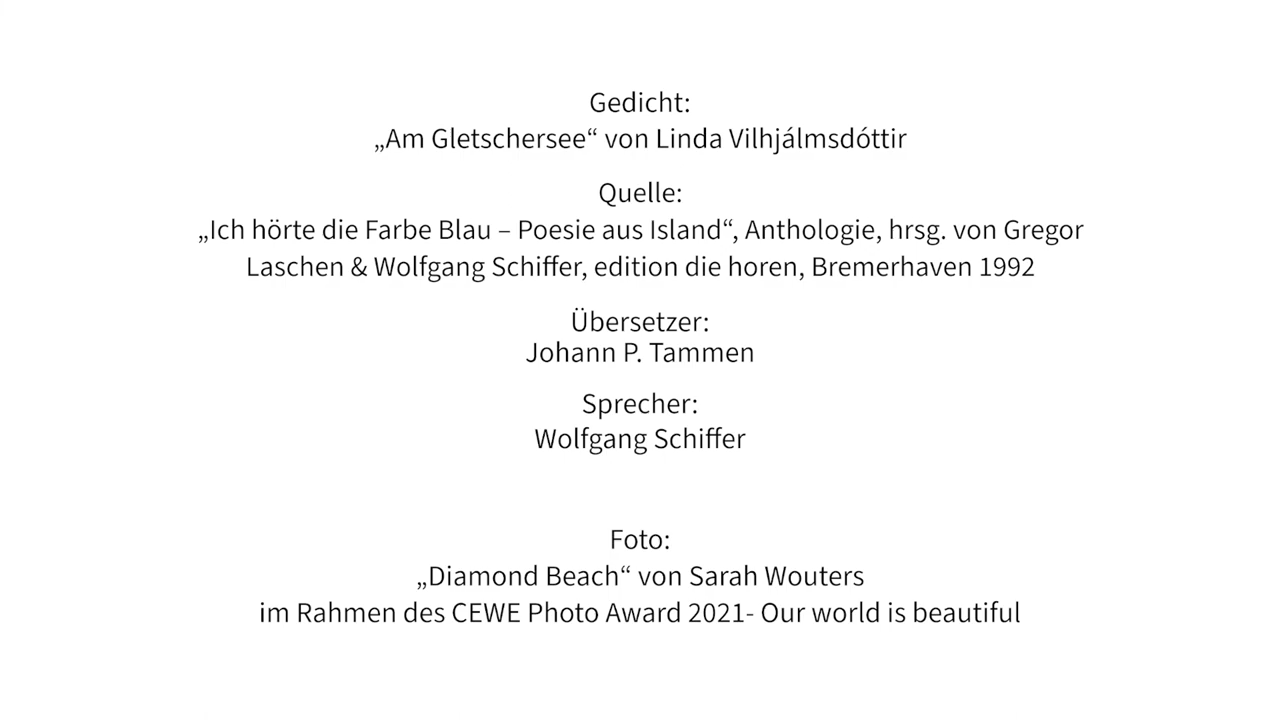 Gedicht:
„Am Gletschersee“ von Linda Vilhjálmsdóttir
Quelle:
„Ich hörte die Farbe Blau – Poesie aus Island“, Anthologie, hrsg. von Gregor
Laschen & Wolfgang Schiffer, edition die horen, Bremerhaven 1992
Übersetzer:
Johann P. Tammen
Sprecher:
Wolfgang Schiffer
Foto:
„Diamond Beach“ von Sarah Wouters
im Rahmen des CEWE Photo Award 2021- Our world is beautiful